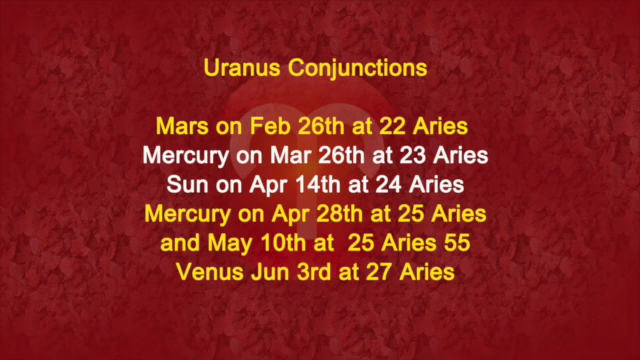 Uranus Conjunctions
Mars on Feb 26th at 22 Aries
Mercury on Mar 26th at 23 Aries
Sun on Apr 14th at 24 Aries
Mercury on Apr 28th at 25 Aries
and May 10th at 25 Aries 55
Venus Jun 3rd at 27 Aries